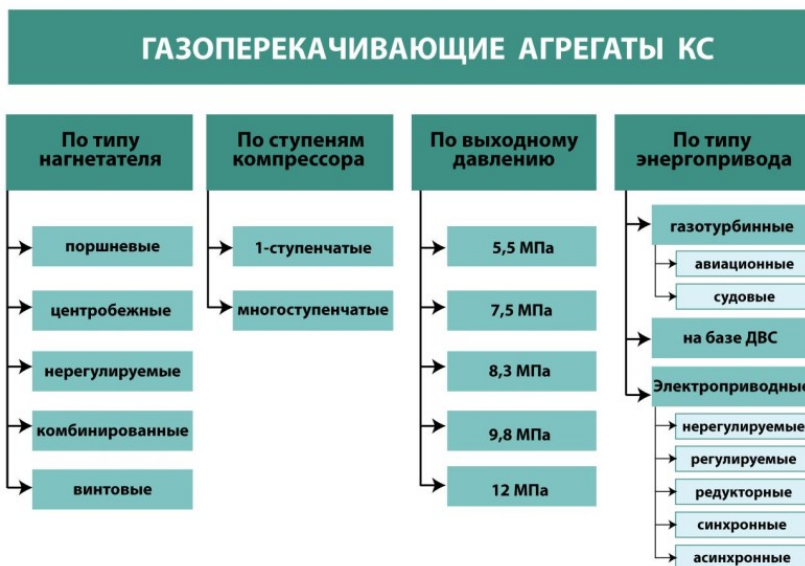 ГАЗОПЕРЕКАЧИВАЮЩИЕ АГРЕГАТЫ КС
По типу
нагнетателя
поршневые
центробежные
нерегулируемые
комбинированные
винтовые
По ступеням
компрессора
1-ступенчатые
многоступенчатые
По выходному
давлению
5,5 МПа
7,5 МПа
8,3 МПа
9,8 МПа
12 МПа
По типу
энергопривода
газотурбинные
авиационные
судовые
на базе ДВС
Электроприводные
нерегулируемые
регулируемые
редукторные
синхронные
асинхронные